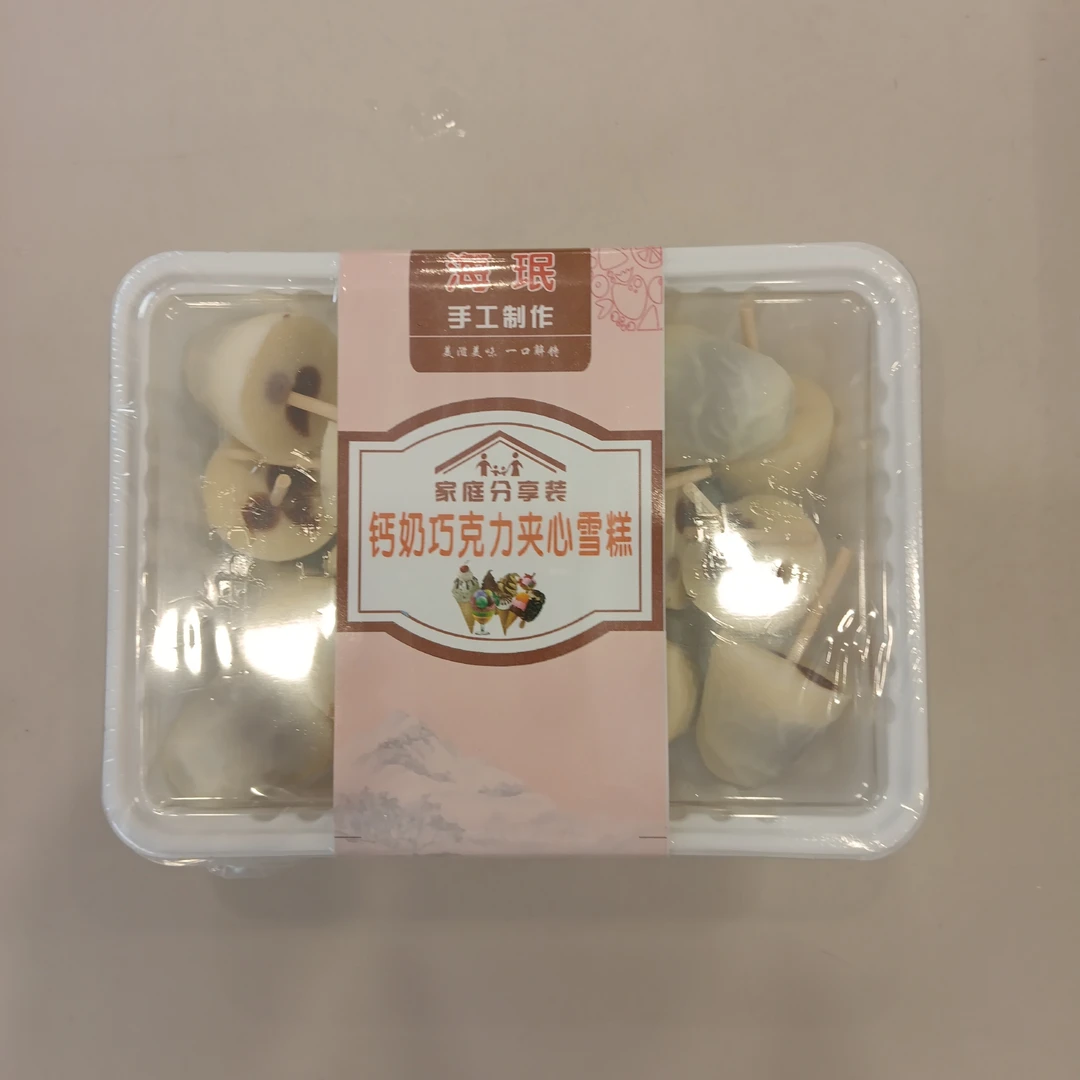 海珉
手工制作
美滋美味 一口解馋
家庭分享装
钙奶巧克力夹心雪糕